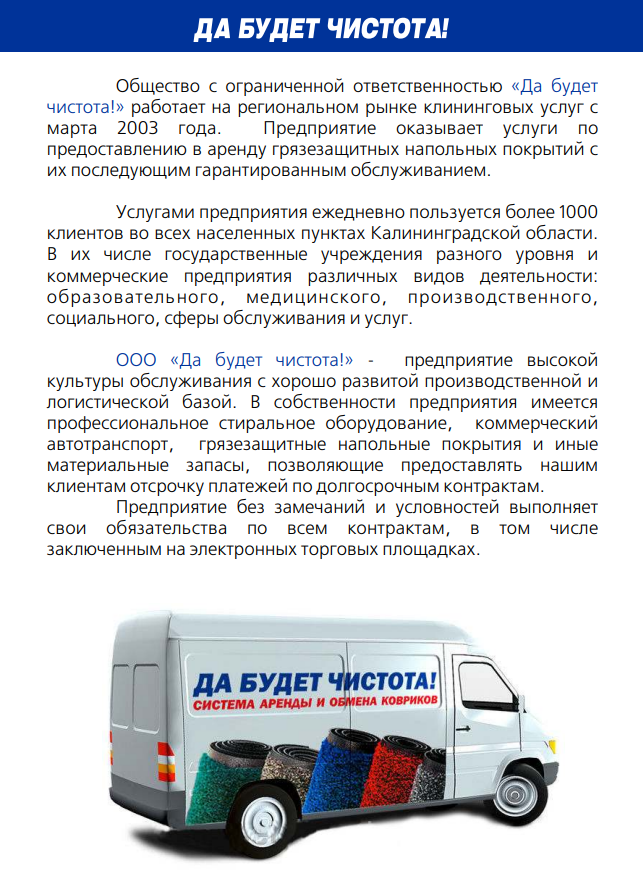 ДА БУДЕТ ЧИСТОТА!
Общество с ограниченной ответственностью «Да будет
чистота!» работает на региональном рынке клининговых услуг с
марта 2003 года. Предприятие оказывает услуги по
предоставлению в аренду грязезащитных напольных покрытий с
их последующим гарантированным обслуживанием.
Услугами предприятия ежедневно пользуется более 1000
клиентов во всех населенных пунктах Калининградской области.
В их числе государственные учреждения разного уровня и
коммерческие предприятия различных видов деятельности:
образовательного, медицинского, производственного,
социального, сферы обслуживания и услуг.
ООО «Да будет чистота!» - предприятие высокой
культуры обслуживания с хорошо развитой производственной и
логистической базой. В собственности предприятия имеется
профессиональное стиральное оборудование, коммерческий
автотранспорт, грязезащитные напольные покрытия и иные
материальные запасы, позволяющие предоставлять нашим
клиентам отсрочку платежей по долгосрочным контрактам.
Предприятие без замечаний и условностей выполняет
свои обязательства по всем контрактам, в том числе
заключенным на электронных торговых площадках.
ДА БУДЕТ ЧИСТОТА!
СИСТЕМА АРЕНДЫ И ОБМЕНА КОВРИКОВ